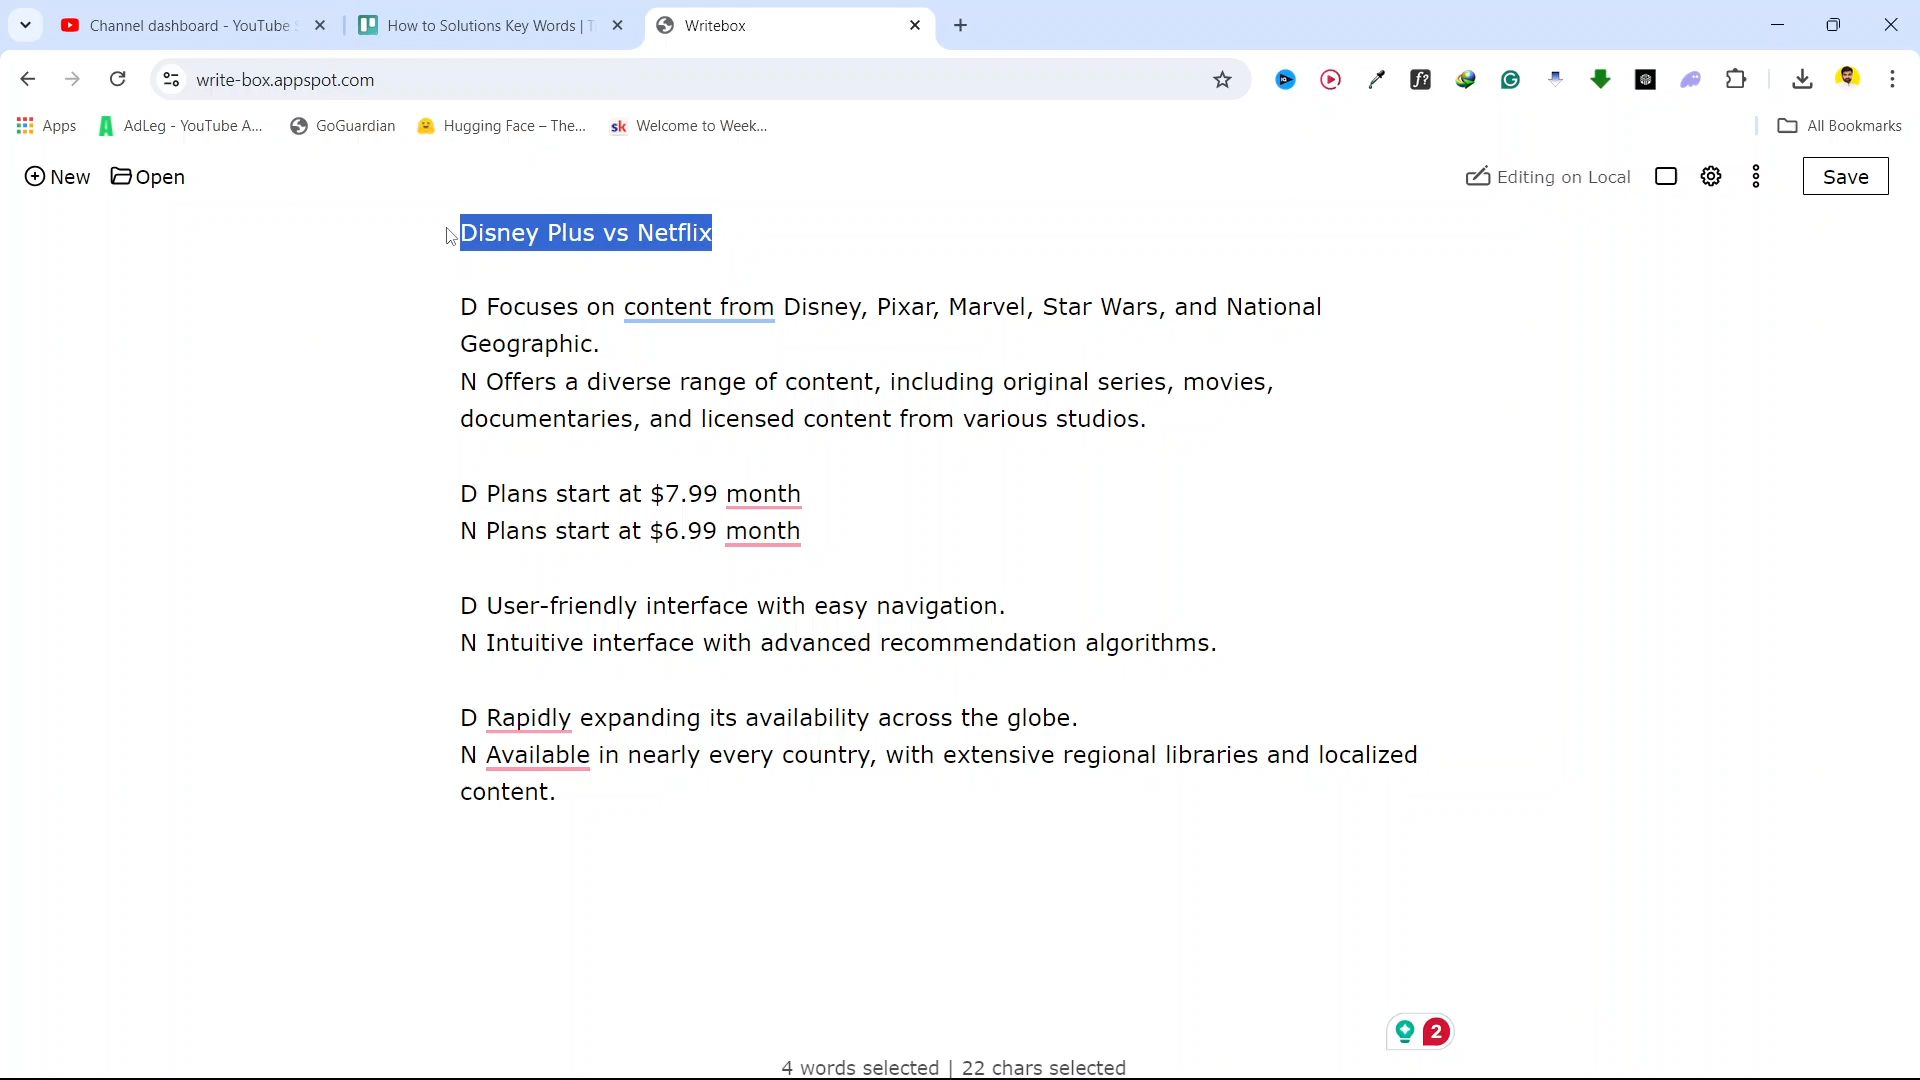 Channel dashboard - YouTube
How to Solutions Key Words |
Writebox
write-box.appspot.com
Apps
AdLeg - YouTube A...
GoGuardian
Hugging Face – The...
sk Welcome to Week...
All Bookmarks
New
Open
Editing on Local
Save
Disney Plus vs Netflix
D Focuses on content from Disney, Pixar, Marvel, Star Wars, and National
Geographic.
N Offers a diverse range of content, including original series, movies,
documentaries, and licensed content from various studios.
D Plans start at $7.99 month
N Plans start at $6.99 month
D User-friendly interface with easy navigation.
N Intuitive interface with advanced recommendation algorithms.
D Rapidly expanding its availability across the globe.
N Available in nearly every country, with extensive regional libraries and localized
content.
2
4 words selected | 22 chars selected